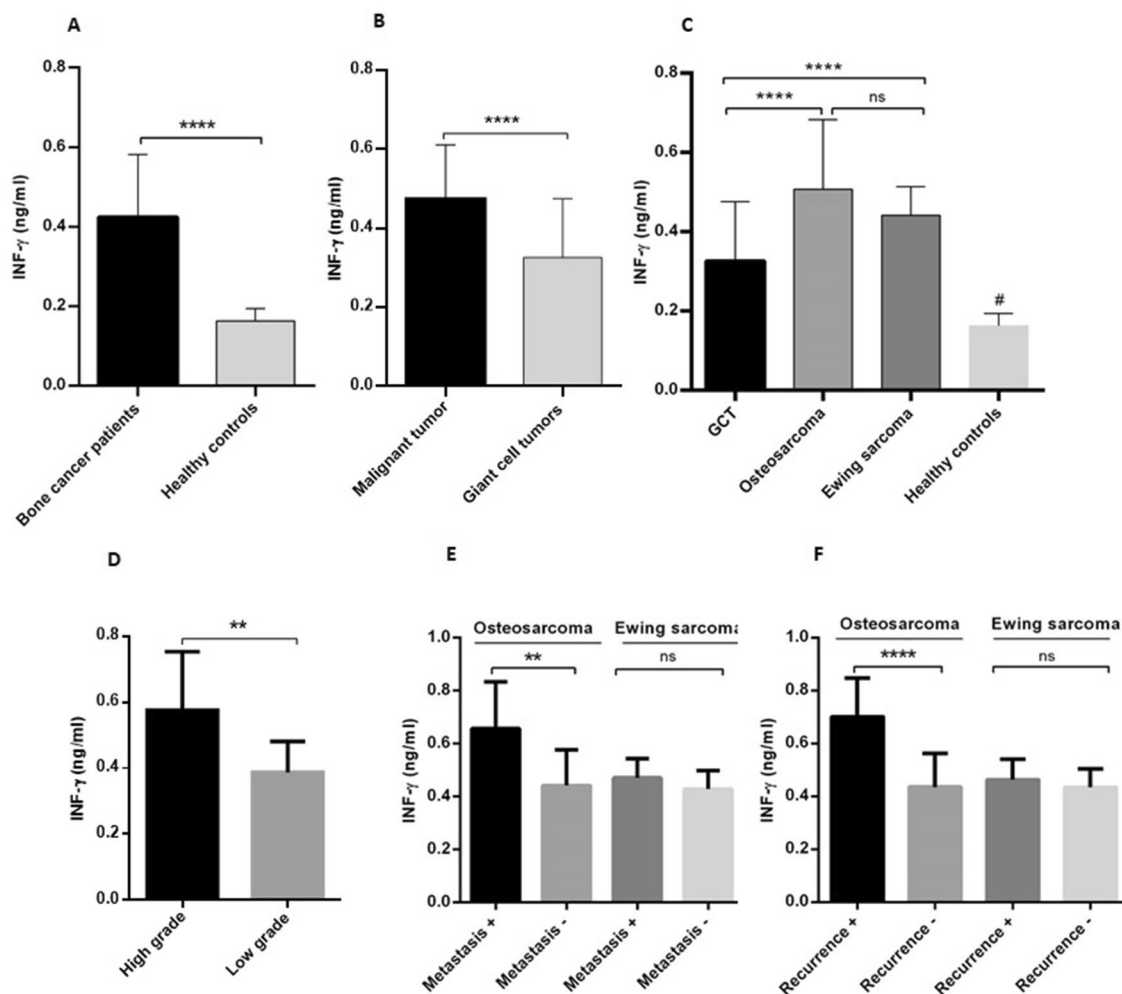 A
INF-γ (ng/ml)
0.8
0.6
0.4
0.2
0.0
****
Bone cancer patients
Healthy controls
B
INF-γ (ng/ml)
0.8
0.6
0.4
0.2
0.0
****
Malignant tumor
Giant cell tumors
C
INF-γ (ng/ml)
0.8
0.6
0.4
0.2
0.0
****
****
ns
#
GCT
Osteosarcoma
Ewing sarcoma
Healthy controls
D
INF-γ (ng/ml)
0.8
0.6
0.4
0.2
0.0
**
High grade
Low grade
E
INF-γ (ng/ml)
1.0
0.8
0.6
0.4
0.2
0.0
Osteosarcoma
Ewing sarcoma
**
ns
Metastasis +
Metastasis -
Metastasis +
Metastasis -
F
INF-γ (ng/ml)
1.0
0.8
0.6
0.4
0.2
0.0
Osteosarcoma
Ewing sarcoma
****
ns
Recurrence +
Recurrence -
Recurrence +
Recurrence -